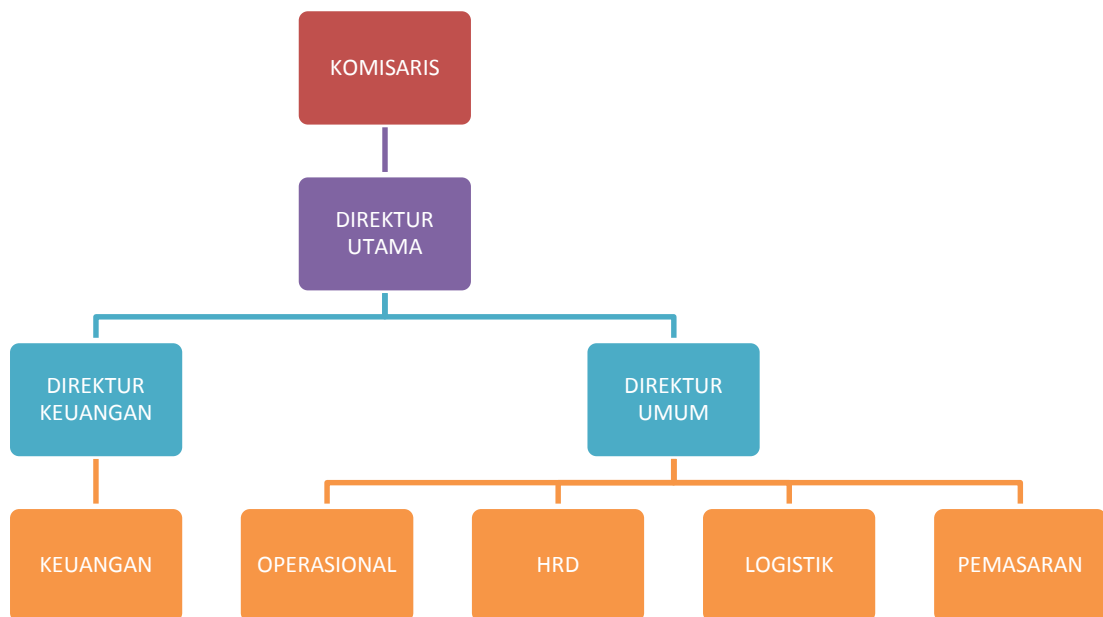 KOMISARIS
DIREKTUR
UTAMA
DIREKTUR
KEUANGAN
DIREKTUR
UMUM
KEUANGAN
OPERASIONAL
HRD
LOGISTIK
PEMASARAN